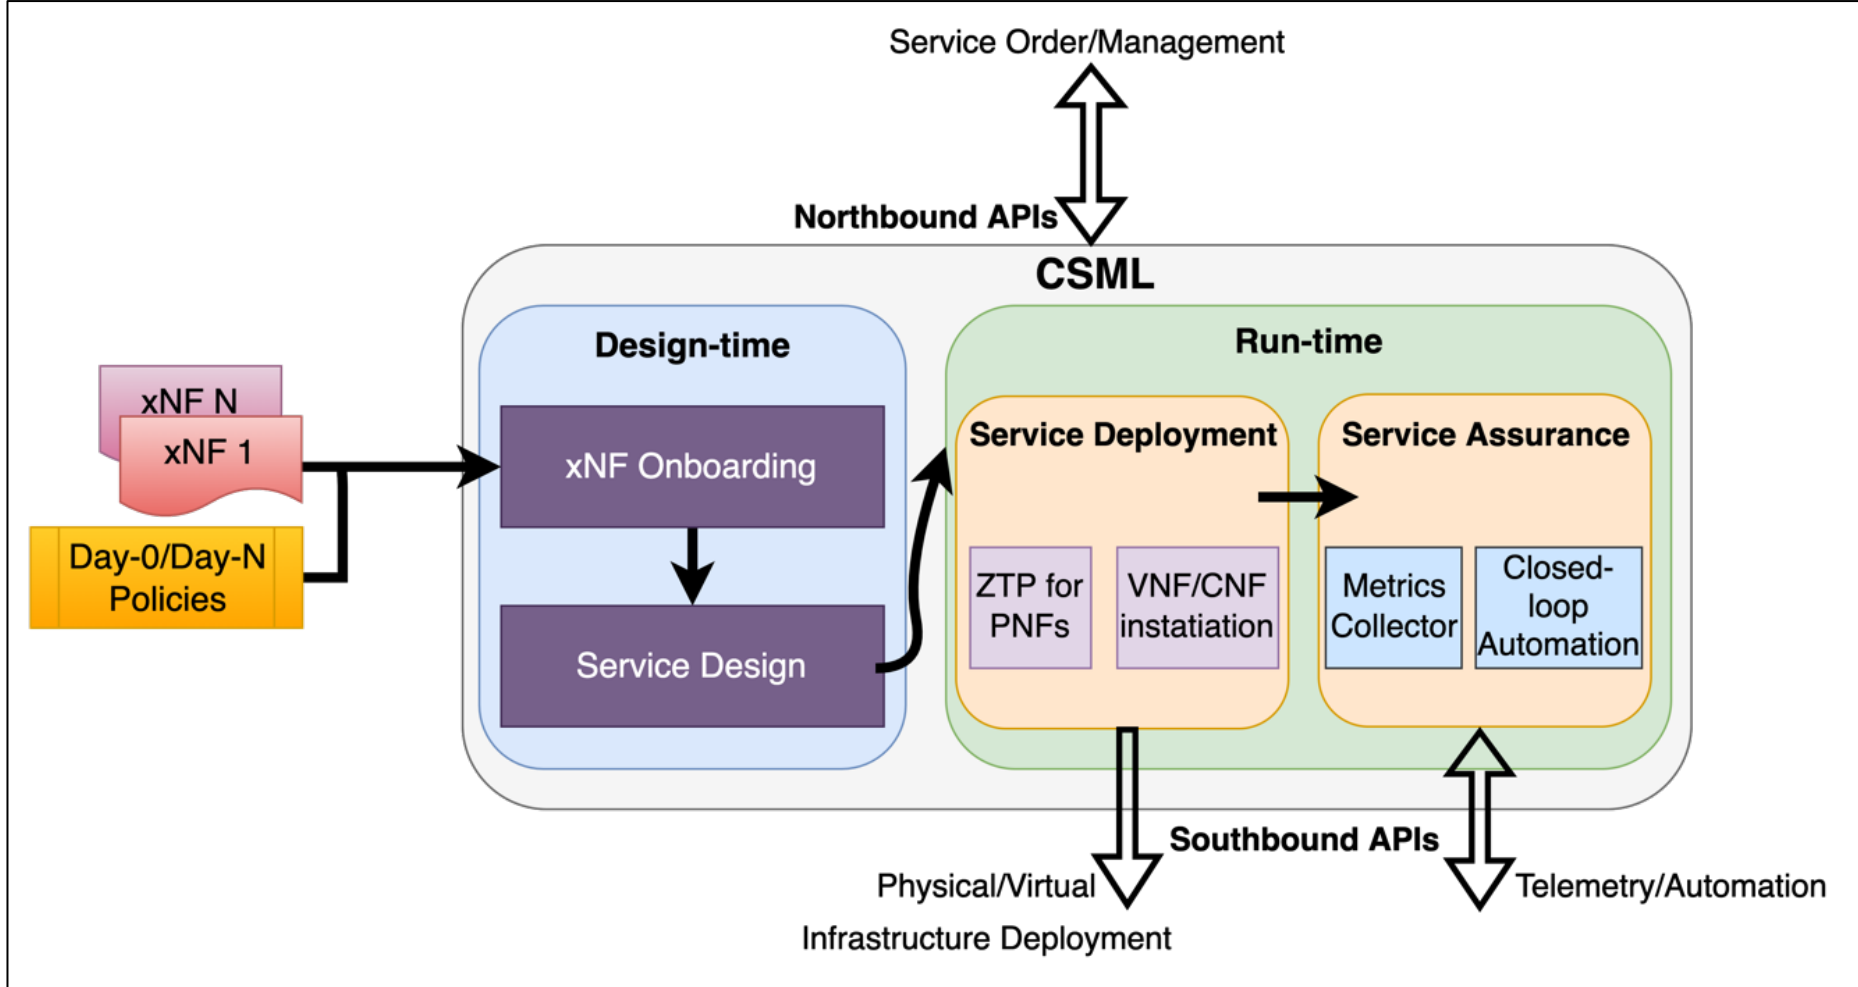 Service Order/Management
Northbound APIs
CSML
Design-time
Run-time
xNF N
xNF 1
Day-0/Day-N
Policies
xNF Onboarding
Service Design
Service Deployment
ZTP for
PNFs
VNF/CNF
instatiation
Service Assurance
Metrics
Collector
Closed-
loop
Automation
Southbound APIs
Physical/Virtual
Infrastructure Deployment
Telemetry/Automation